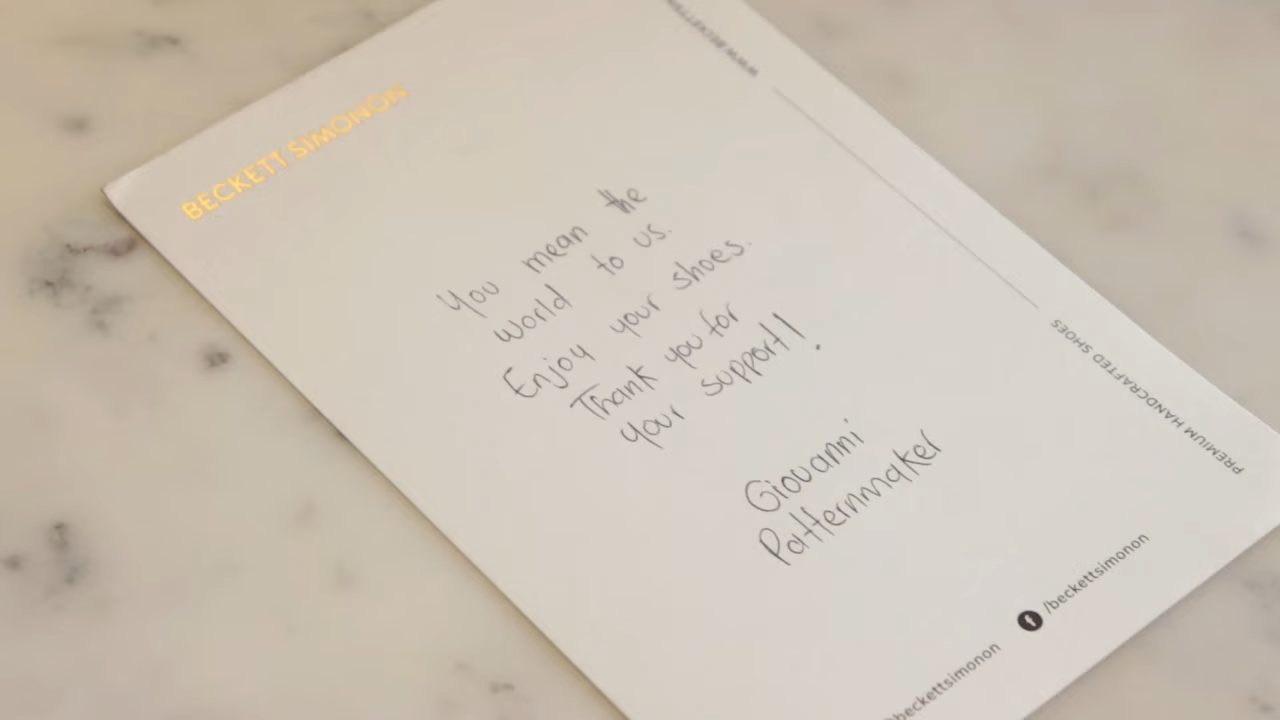 BECKETT SIMONON
You mean the
world to us.
Enjoy your shoes.
Thank you for
your support!
Giovanni
Patternmaker
PREMIUM HANDCRAFTED SHOES
/beckettsimonon
beckettsimonon